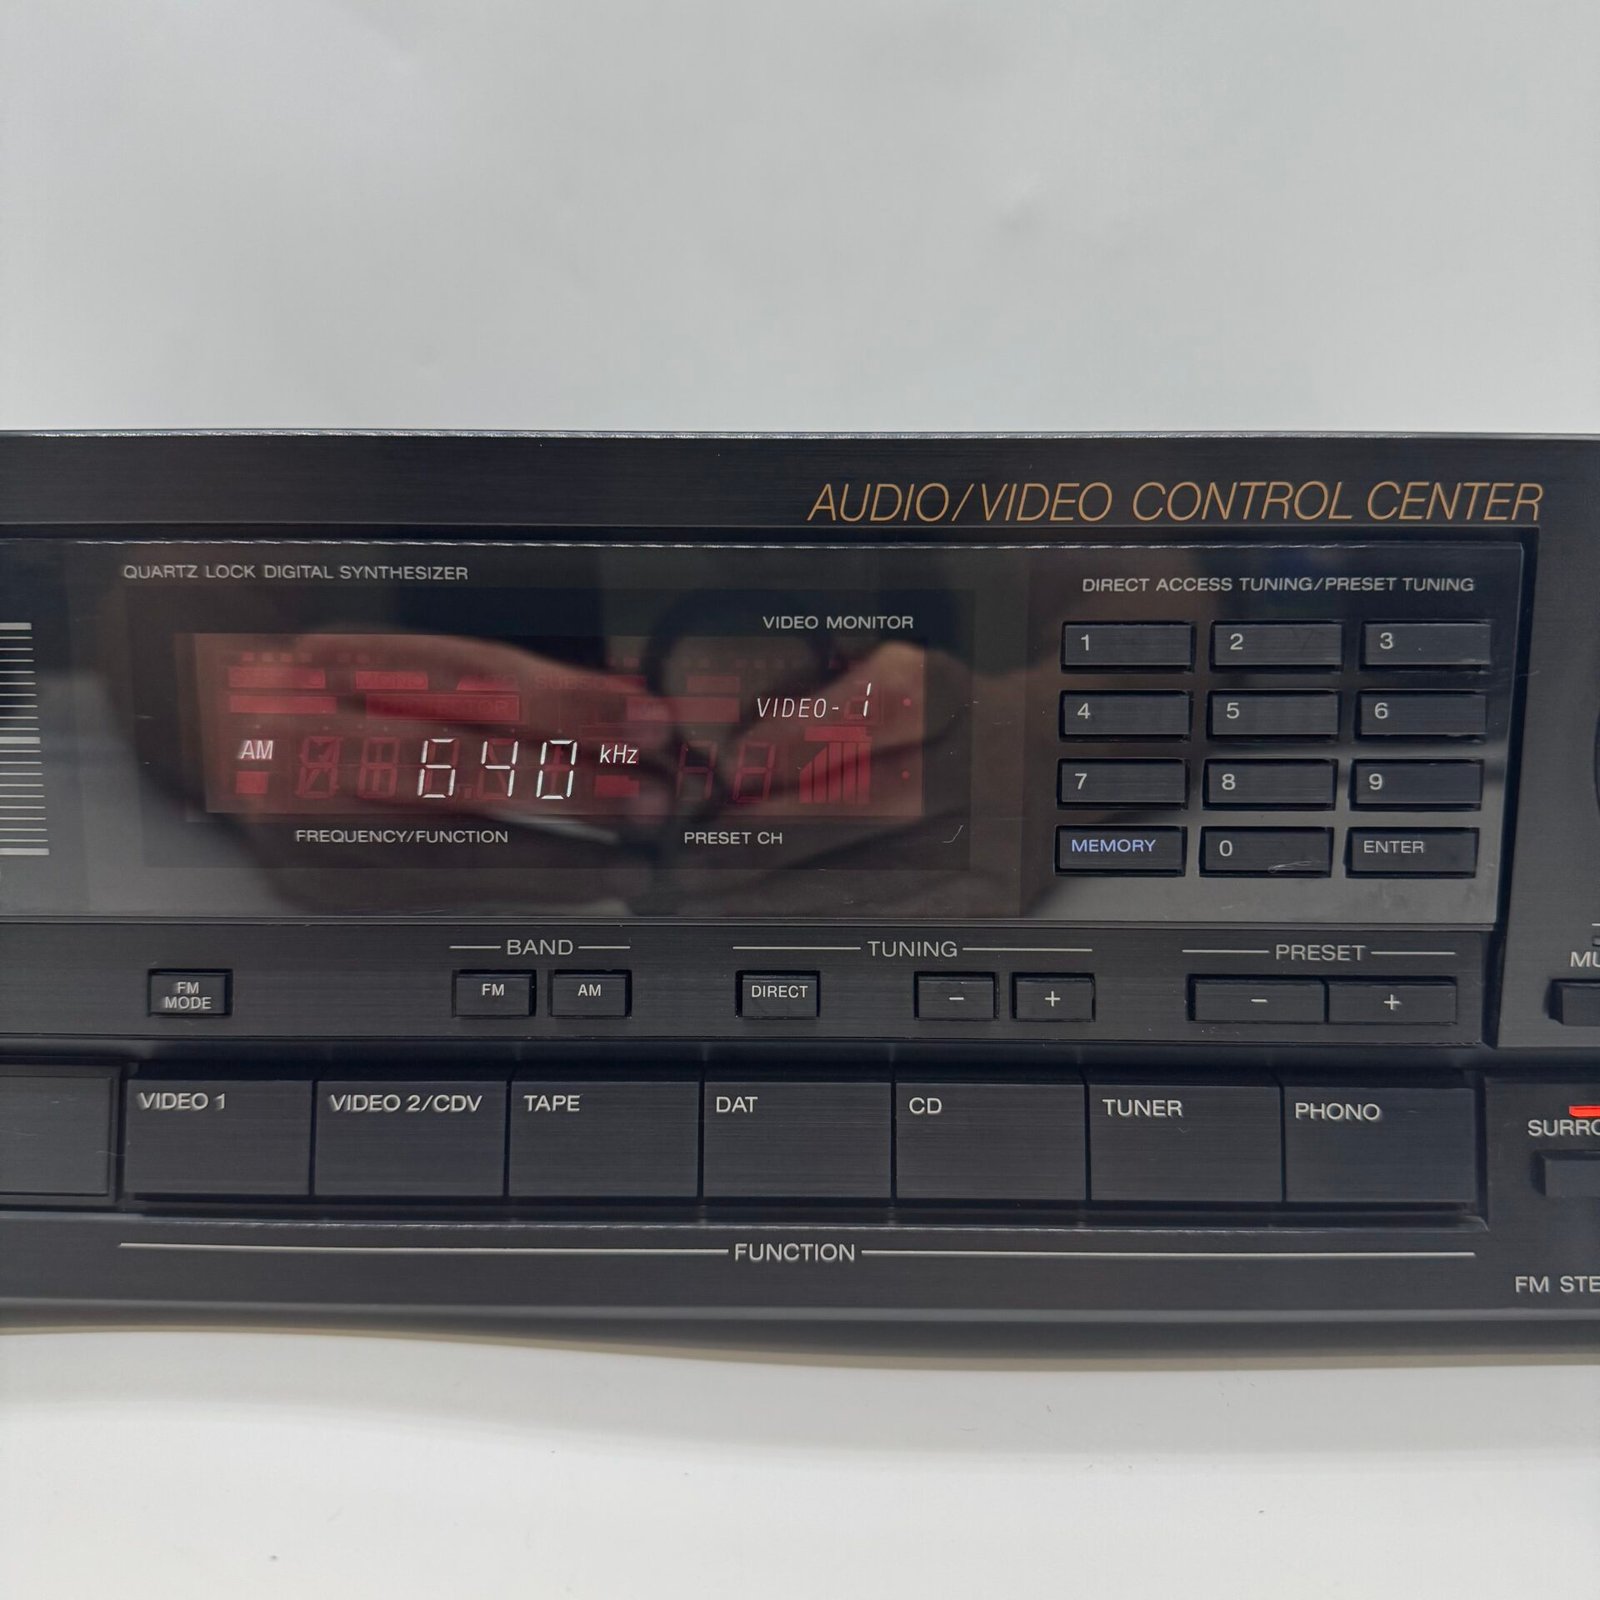 AUDIO/VIDEO CONTROL CENTER
QUARTZ LOCK DIGITAL SYNTHESIZER
DIRECT ACCESS TUNING/PRESET TUNING
VIDEO MONITOR
1 2 3
MONO
VIDEO-1
4 5 6
AM 640 kHz
7 8 9
FREQUENCY/FUNCTION PRESET CH
MEMORY 0 ENTER
BAND TUNING PRESET
FM MODE
FM AM DIRECT - + - +
VIDEO 1 VIDEO 2/CDV TAPE DAT CD TUNER PHONO
FUNCTION
FM